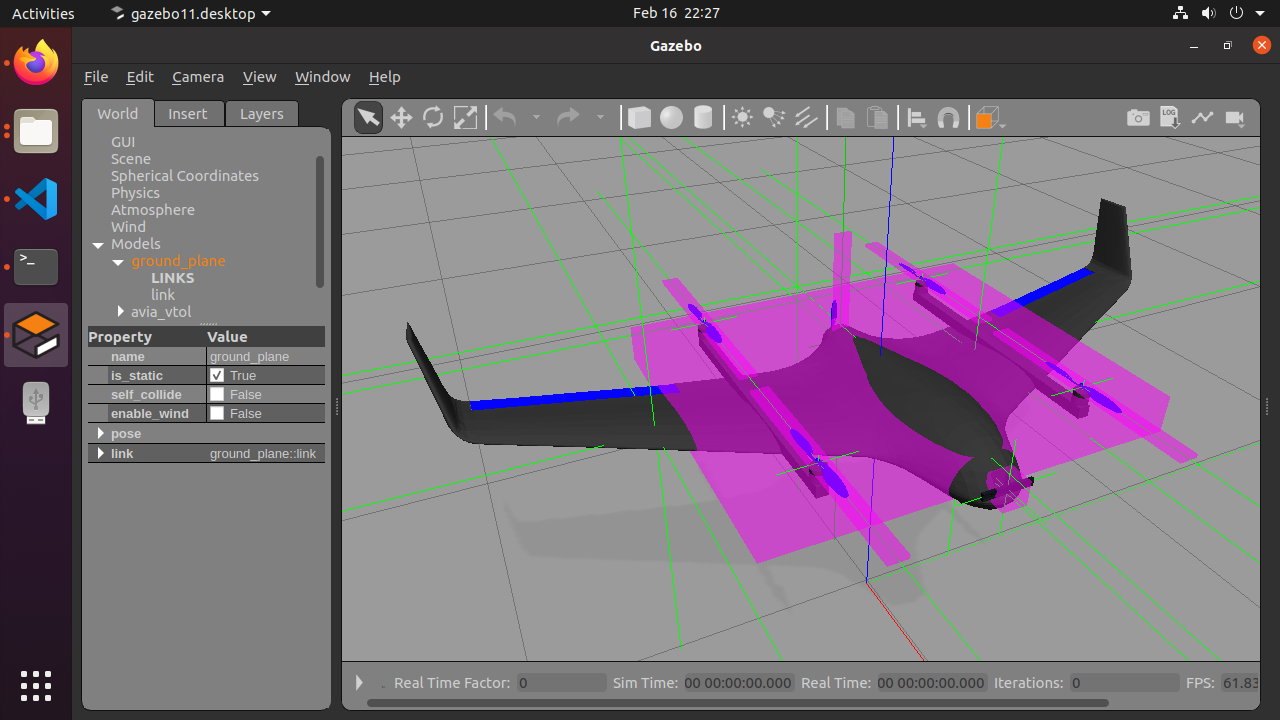 Activities
gazebo11.desktop
Feb 16 22:27
Gazebo
File Edit Camera View Window Help
World Insert Layers
LOG
GUI
Scene
Spherical Coordinates
Physics
Atmosphere
Wind
Models
ground_plane
LINKS
link
avia_vtol
Property Value
name ground_plane
is_static True
self_collide False
enable_wind False
pose
link ground_plane::link
>_
Real Time Factor: 0 Sim Time: 00 00:00:00.000 Real Time: 00 00:00:00.000 Iterations: 0 FPS: 61.83